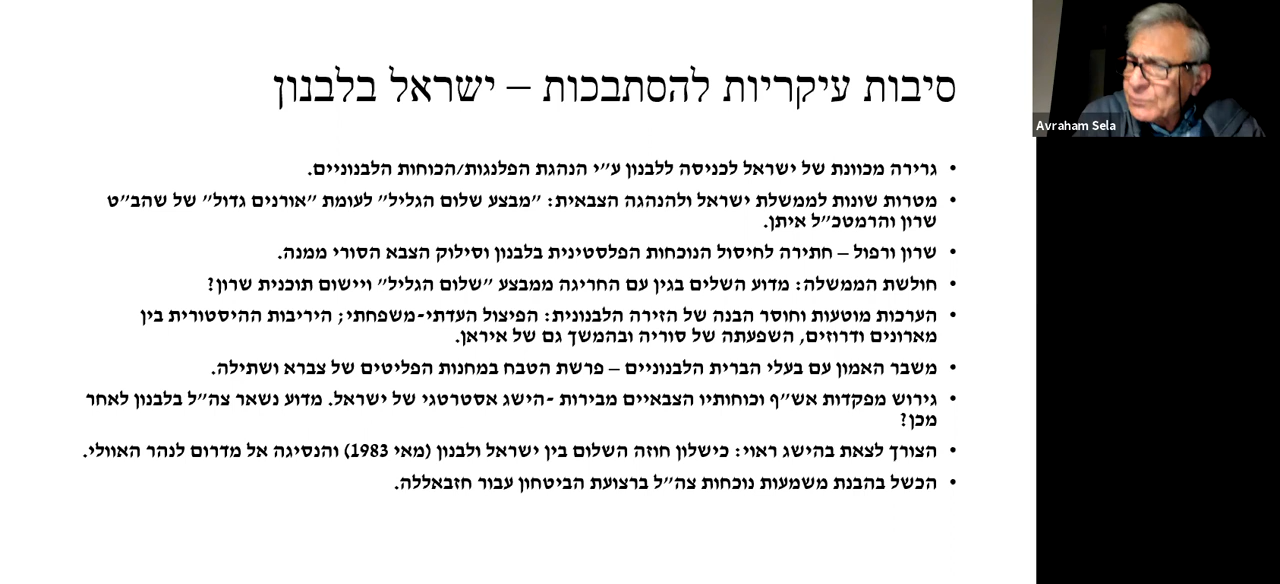 סיבות עיקריות להסתבכות – ישראל בלבנון
• גרירה מכוונת של ישראל לכניסה ללבנון ע"י הנהגת הפלנגות/הכוחות הלבנוניים.
• מטרות שונות לממשלת ישראל ולהנהגה הצבאית: "מבצע שלום הגליל" לעומת "אורנים גדול" של שהב"ט
שרון והרמטכ"ל איתן.
• שרון ורפול – חתירה לחיסול הנוכחות הפלסטינית בלבנון וסילוק הצבא הסורי ממנה.
• חולשת הממשלה: מדוע השלים בגין עם החריגה ממבצע "שלום הגליל" ויישום תוכנית שרון?
• הערכות מוטעות וחוסר הבנה של הזירה הלבנונית: הפיצול העדתי-משפחתי; היריבות ההיסטורית בין
מארונים ודרוזים, השפעתה של סוריה ובהמשך גם של איראן.
• משבר האמון עם בעלי הברית הלבנוניים – פרשת הטבח במחנות הפליטים של צברא ושתילה.
• גירוש מפקדות אש"ף וכוחותיו הצבאיים מבירות -הישג אסטרטגי של ישראל. מדוע נשאר צה"ל בלבנון לאחר
מכן?
• הצורך לצאת בהישג ראוי: כישלון חוזה השלום בין ישראל ולבנון (מאי 1983) והנסיגה אל מדרום לנהר האוולי.
• הכשל בהבנת משמעות נוכחות צה"ל ברצועת הביטחון עבור חזבאללה.
Avraham Sela